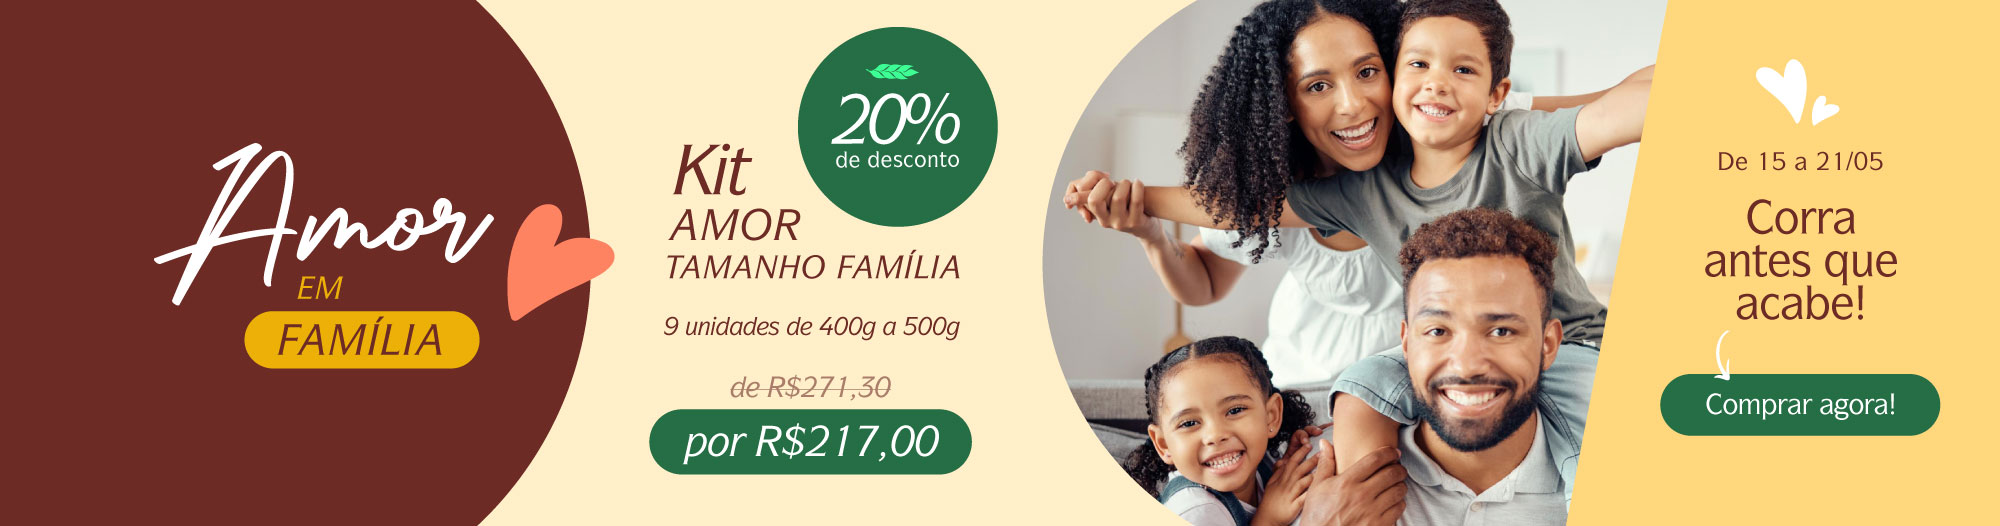 Amor
EM
FAMÍLIA
20%
de desconto
Kit
AMOR
TAMANHO FAMÍLIA
9 unidades de 400g a 500g
de R$271,30
por R$217,00
De 15 a 21/05
Corra
antes que
acabe!
Comprar agora!